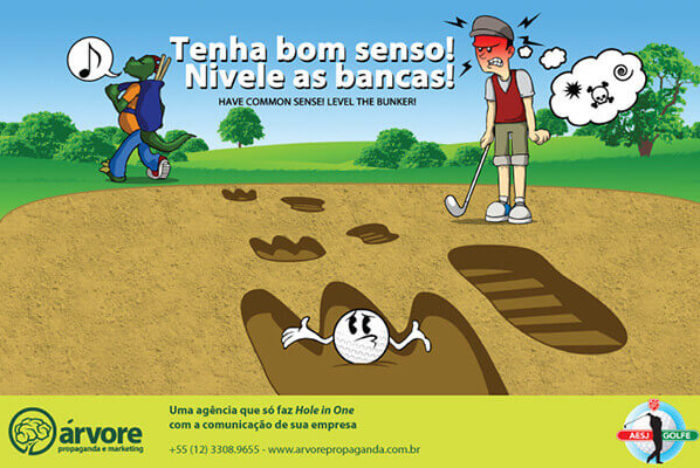 Tenha bom senso!
Nivele as bancas!
HAVE COMMON SENSE! LEVEL THE BUNKER!
Uma agência que só faz Hole in One
com a comunicação de sua empresa
árvore
propaganda e marketing
+55 (12) 3308.9655 - www.arvorepropaganda.com.br
AESJ GOLFE